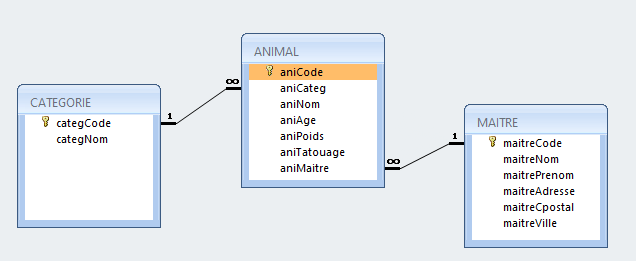 CATEGORIE
categCode
categNom
1
∞
ANIMAL
aniCode
aniCateg
aniNom
aniAge
aniPoids
aniTatouage
aniMaitre
∞
1
MAITRE
maitreCode
maitreNom
maitrePrenom
maitreAdresse
maitreCpostal
maitreVille